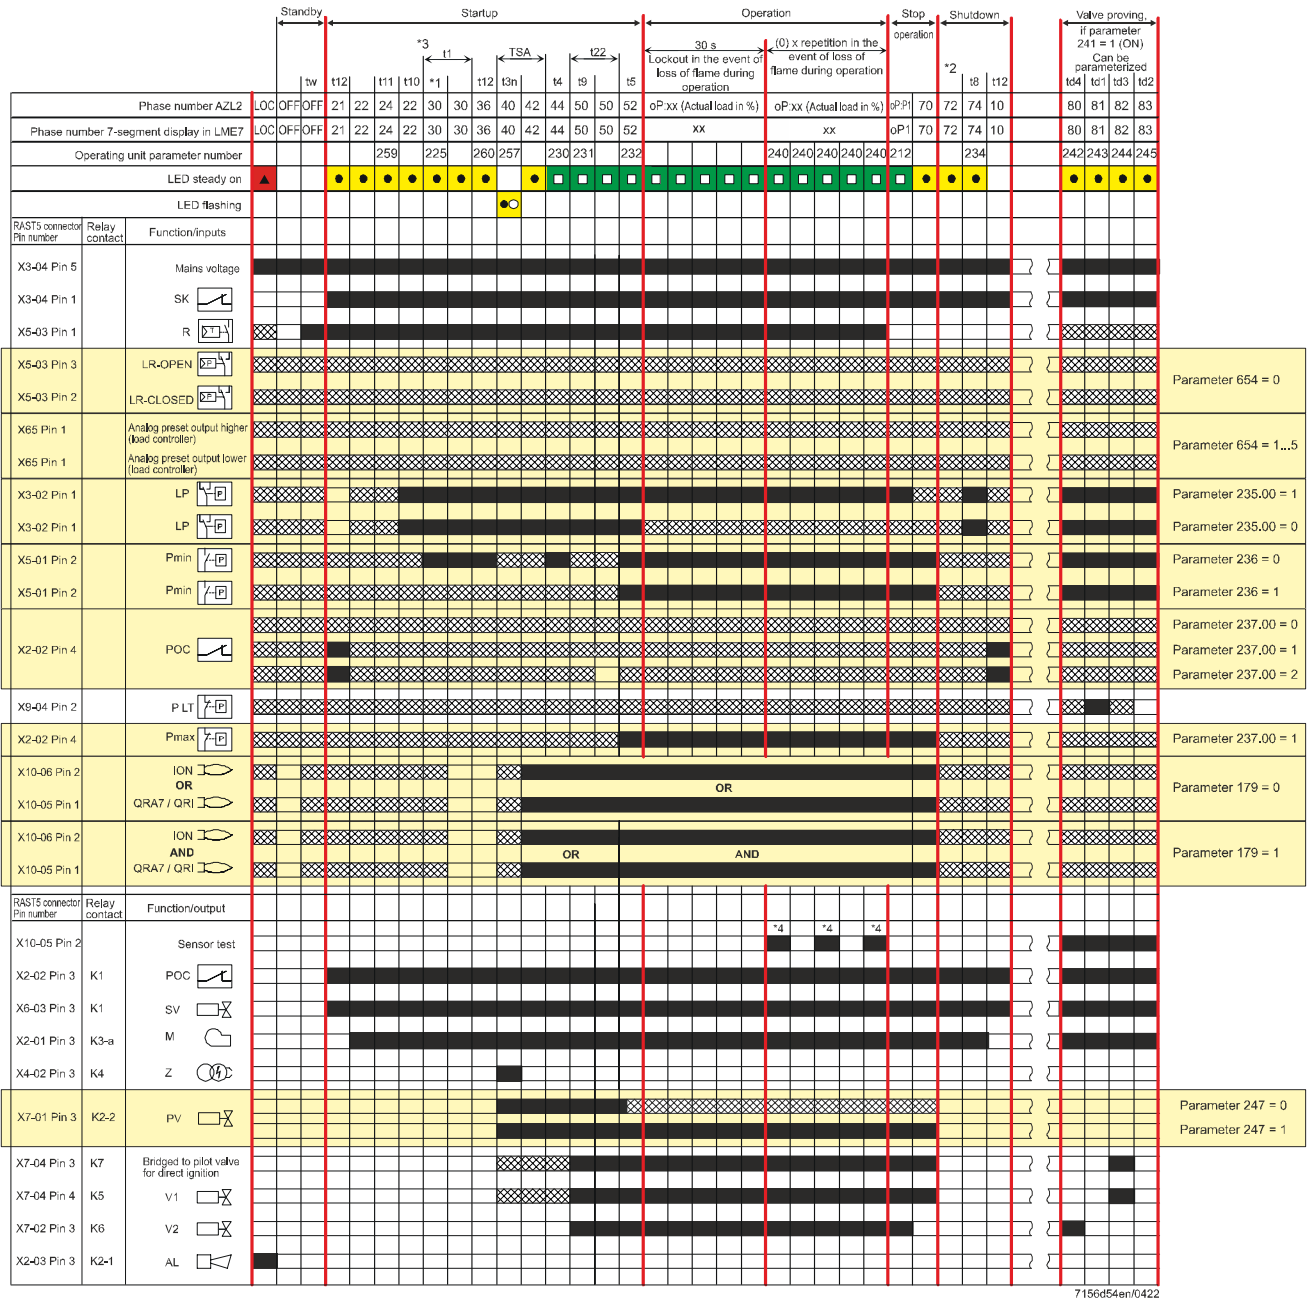 Standby Startup Operation Stop operation Shutdown Valve proving, if parameter 241 = 1 (ON) Can be parameterized
*3 t1 TSA t22 30 s Lockout in the event of loss of flame during operation (0) x repetition in the event of loss of flame during operation *2
tw t12 t11 t10 *1 t12 t3n t4 t9 t5 t8 t12 td4 td1 td3 td2
Phase number AZL2 LOC OFF OFF 21 22 24 22 30 30 36 40 42 44 50 50 52 oP:xx (Actual load in %) oP:xx (Actual load in %) oP:P1 70 72 74 10 80 81 82 83
Phase number 7-segment display in LME7 LOC OFF OFF 21 22 24 22 30 30 36 40 42 44 50 50 52 xx xx oP1 70 72 74 10 80 81 82 83
Operating unit parameter number 259 225 260 257 230 231 232 240 240 240 240 240 212 234 242 243 244 245
LED steady on
LED flashing
RAST5 connector Pin number Relay contact Function/inputs
X3-04 Pin 5 Mains voltage
X3-04 Pin 1 SK
X5-03 Pin 1 R T
X5-03 Pin 3 LR-OPEN P
Parameter 654 = 0
X5-03 Pin 2 LR-CLOSED P
X65 Pin 1 Analog preset output higher (load controller)
Parameter 654 = 1...5
X65 Pin 1 Analog preset output lower (load controller)
X3-02 Pin 1 LP P Parameter 235.00 = 1
X3-02 Pin 1 LP P Parameter 235.00 = 0
X5-01 Pin 2 Pmin P Parameter 236 = 0
X5-01 Pin 2 Pmin P Parameter 236 = 1
Parameter 237.00 = 0
X2-02 Pin 4 POC Parameter 237.00 = 1
Parameter 237.00 = 2
X9-04 Pin 2 P LT P
X2-02 Pin 4 Pmax P Parameter 237.00 = 1
X10-06 Pin 2 ION
OR OR Parameter 179 = 0
X10-05 Pin 1 QRA7 / QRI
X10-06 Pin 2 ION
AND OR AND Parameter 179 = 1
X10-05 Pin 1 QRA7 / QRI
RAST5 connector Pin number Relay contact Function/output
*4 *4 *4
X10-05 Pin 2 Sensor test
X2-02 Pin 3 K1 POC
X6-03 Pin 3 K1 SV
X2-01 Pin 3 K3-a M
X4-02 Pin 3 K4 Z
Parameter 247 = 0
X7-01 Pin 3 K2-2 PV
Parameter 247 = 1
X7-04 Pin 3 K7 Bridged to pilot valve for direct ignition
X7-04 Pin 4 K5 V1
X7-02 Pin 3 K6 V2
X2-03 Pin 3 K2-1 AL
7156d54en/0422